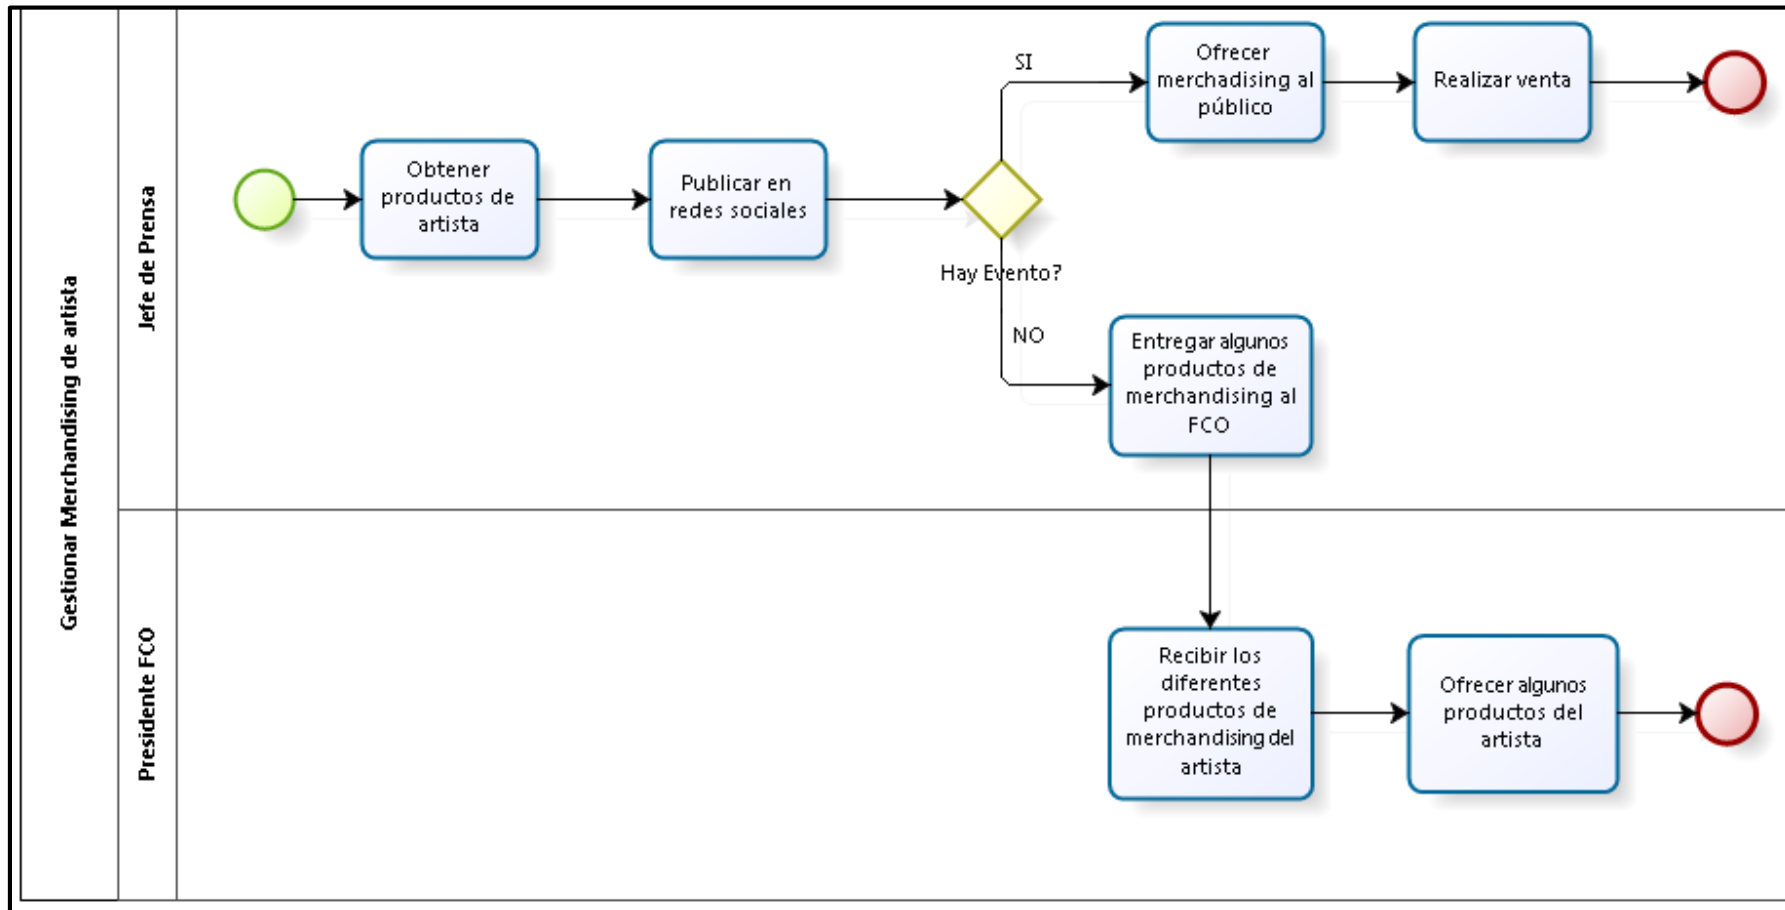 Gestionar Merchandising de artista
Jefe de Prensa
Obtener
productos de
artista
Publicar en
redes sociales
Hay Evento?
SI
Ofrecer
merchadising al
público
Realizar venta
NO
Entregar algunos
productos de
merchandising al
FCO
Presidente FCO
Recibir los
diferentes
productos de
merchandising del
artista
Ofrecer algunos
productos del
artista